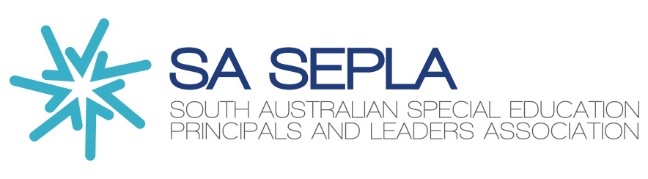 SA SEPLA
SOUTH AUSTRALIAN SPECIAL EDUCATION
PRINCIPALS AND LEADERS ASSOCIATION